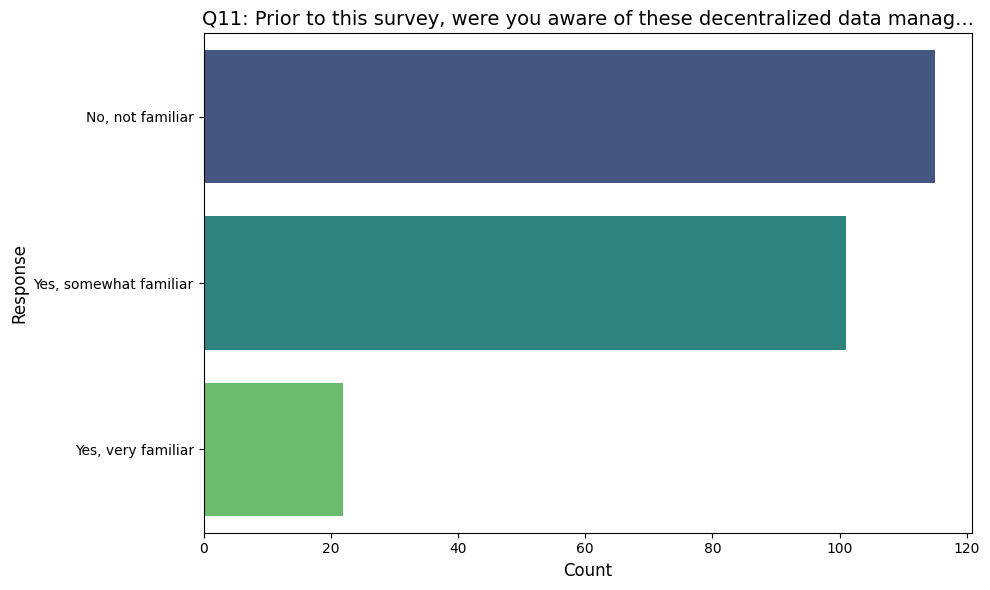 Q11: Prior to this survey, were you aware of these decentralized data manag...
No, not familiar
Yes, somewhat familiar
Yes, very familiar
Response
0 20 40 60 80 100 120
Count